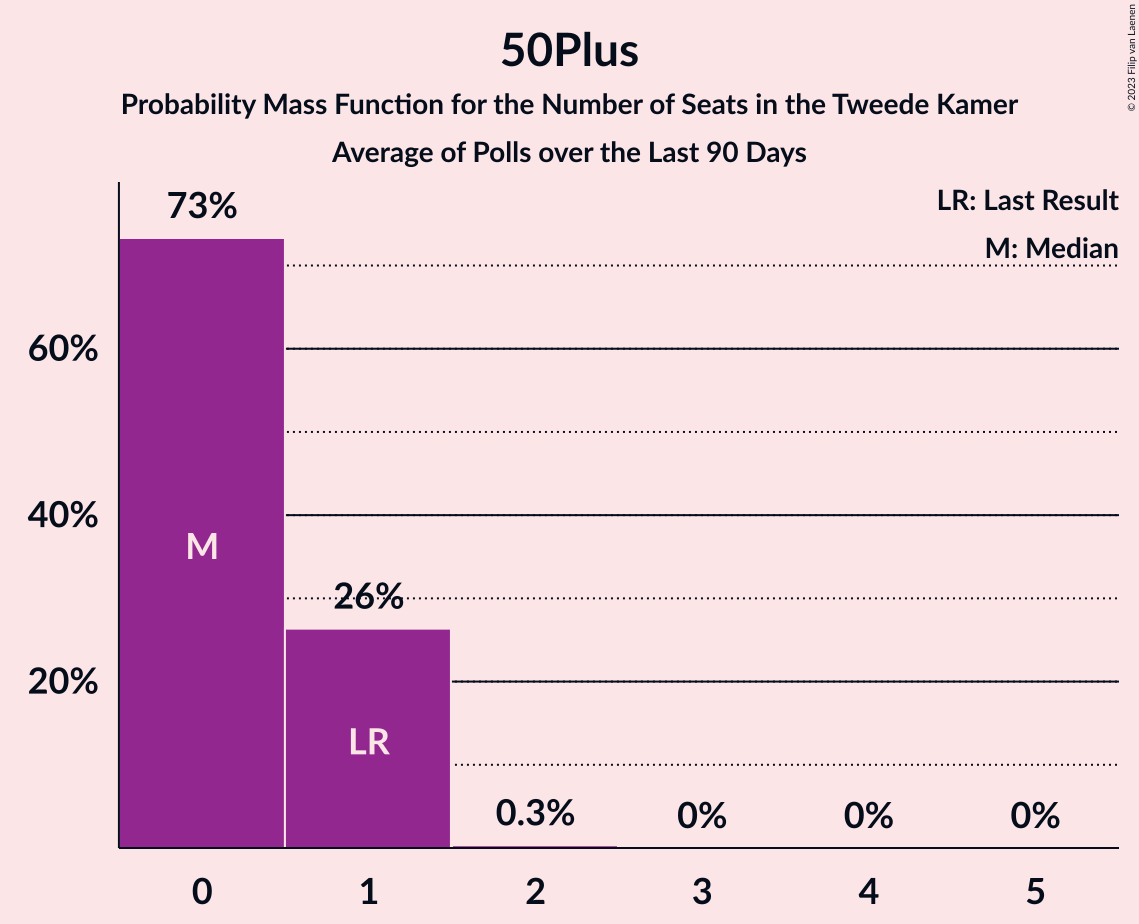 50Plus
Probability Mass Function for the Number of Seats in the Tweede Kamer
Average of Polls over the Last 90 Days
© 2023 Filip van Laenen
LR: Last Result
M: Median
73%
60%
40%
20%
M
26%
LR
0.3%
0%
0%
0%
0 1 2 3 4 5